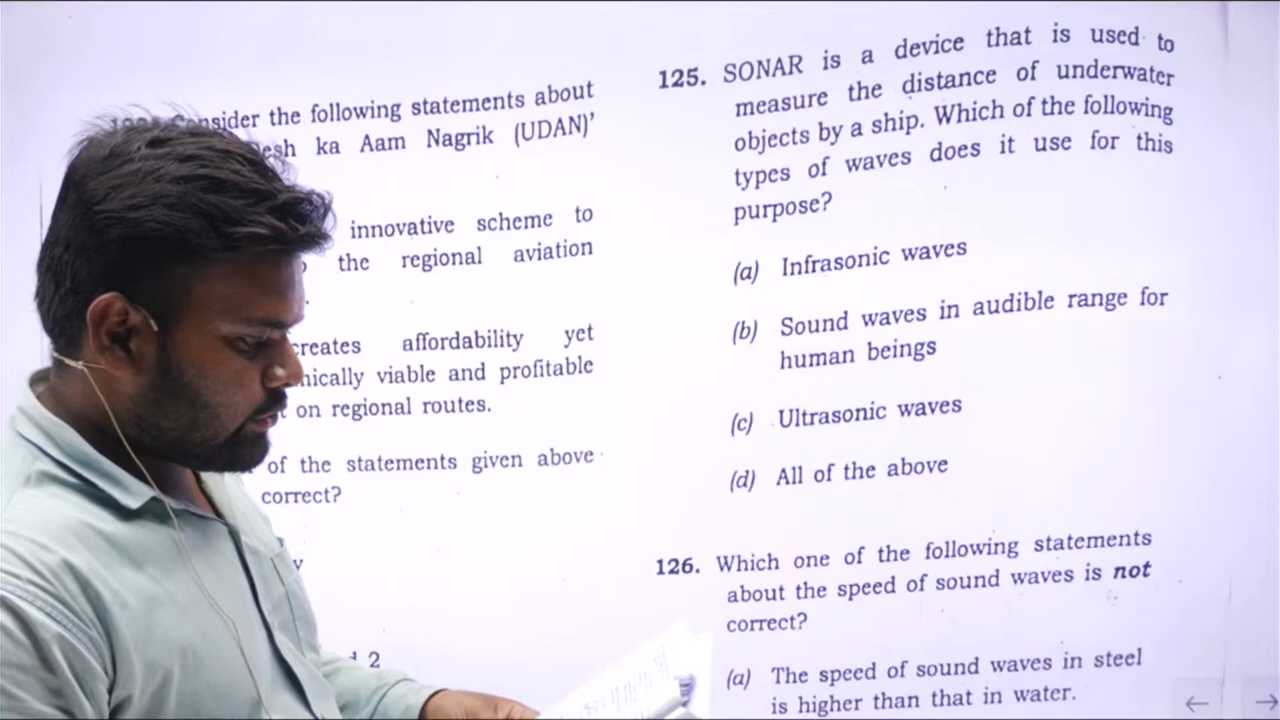 Consider the following statements about
ka Aam Nagrik (UDAN)'
innovative scheme to
the regional aviation
creates affordability yet
viable and profitable
on regional routes.
of the statements given above
correct?
2
125. SONAR is a device that is used to
measure the distance of underwater
objects by a ship. Which of the following
types of waves does it use for this
purpose?
(a) Infrasonic waves
(b) Sound waves in audible range for
human beings
(c) Ultrasonic waves
(d) All of the above
126. Which one of the following statements
about the speed of sound waves is not
correct?
(a) The speed of sound waves in steel
is higher than that in water.